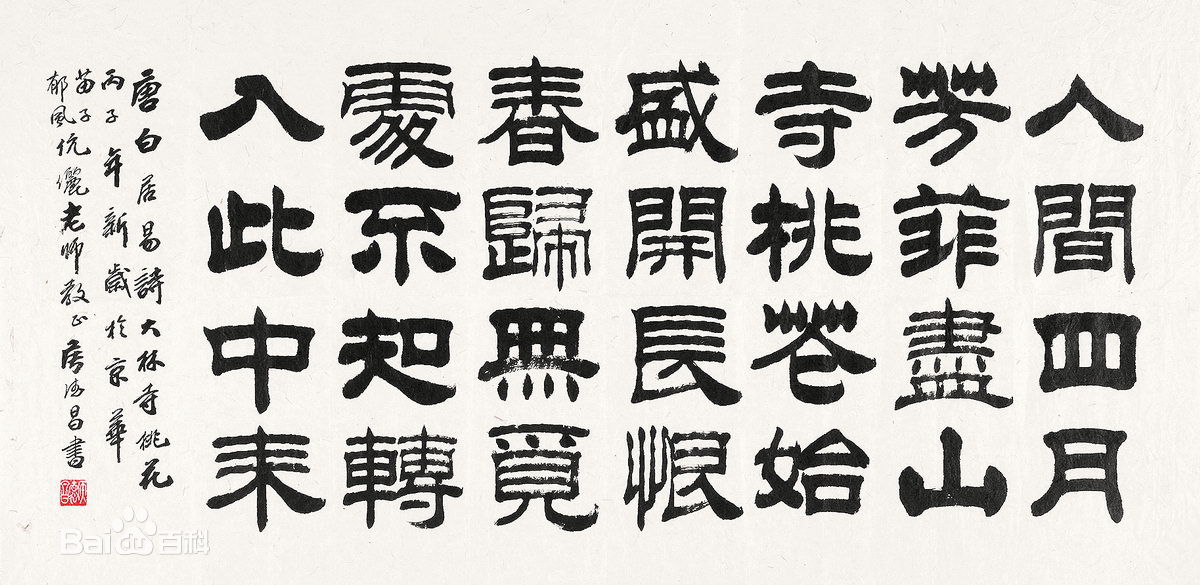 人間四月
芳菲盡山
寺桃花始
盛開長恨
春歸無覓
處不知轉
入此中来
唐白居易詩大林寺桃花
丙子年新歲於京華
苗子
郁風伉儷老師教正侯德昌書
Bai百科